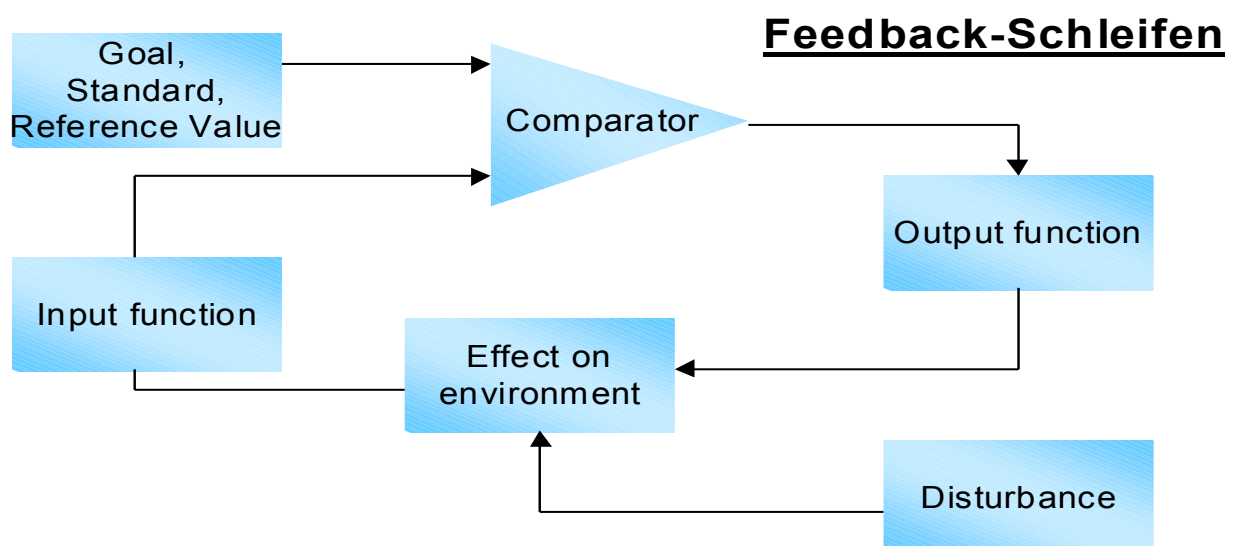 Feedback-Schleifen
Goal,
Standard,
Reference Value
Comparator
Output function
Input function
Effect on
environment
Disturbance